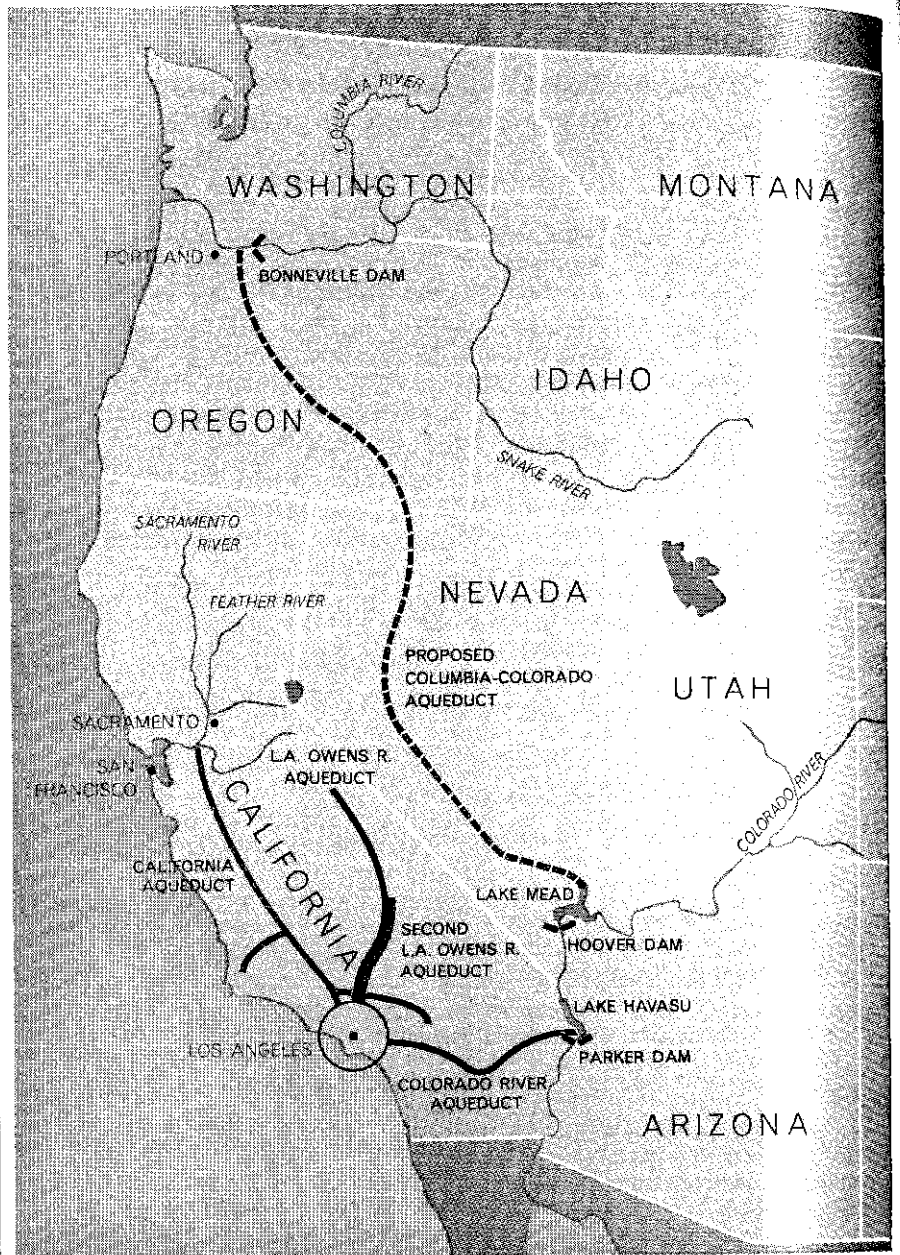 COLUMBIA RIVER
WASHINGTON
MONTANA
PORTLAND
BONNEVILLE DAM
IDAHO
OREGON
SNAKE RIVER
SACRAMENTO
RIVER
FEATHER RIVER
NEVADA
PROPOSED
COLUMBIA-COLORADO
AQUEDUCT
UTAH
SACRAMENTO
SAN
FRANCISCO
L.A. OWENS R.
AQUEDUCT
CALIFORNIA
COLORADO RIVER
CALIFORNIA
AQUEDUCT
LAKE MEAD
SECOND
L.A. OWENS R.
AQUEDUCT
HOOVER DAM
LAKE HAVASU
LOS ANGELES
PARKER DAM
COLORADO RIVER
AQUEDUCT
ARIZONA